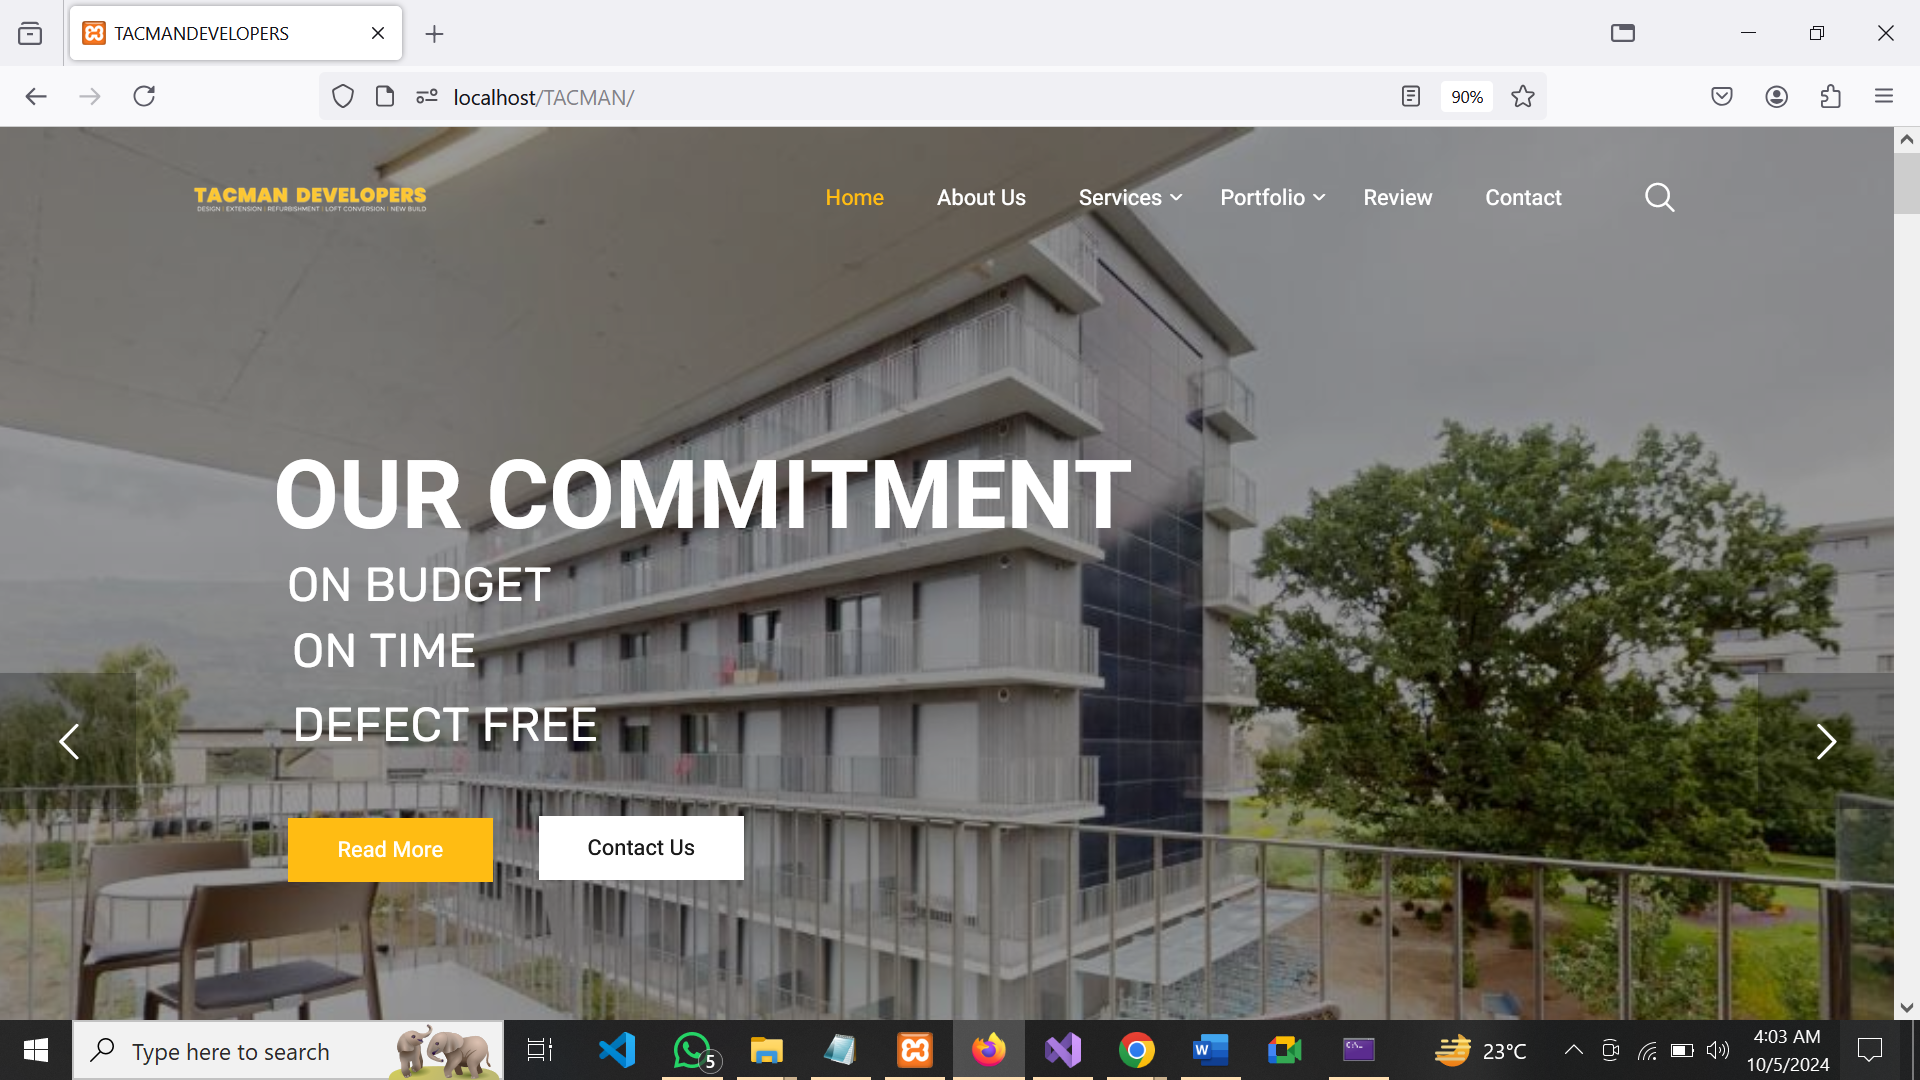 TACMANDEVELOPERS
localhost/TACMAN/
90%
TACMAN DEVELOPERS
DESIGN | EXTENSION | REFURBISHMENT | LOFT CONVERSION | NEW BUILD
Home About Us Services Portfolio Review Contact
OUR COMMITMENT
ON BUDGET
ON TIME
DEFECT FREE
Read More Contact Us
Type here to search
5
W
C:\_
23°C
4:03 AM
10/5/2024